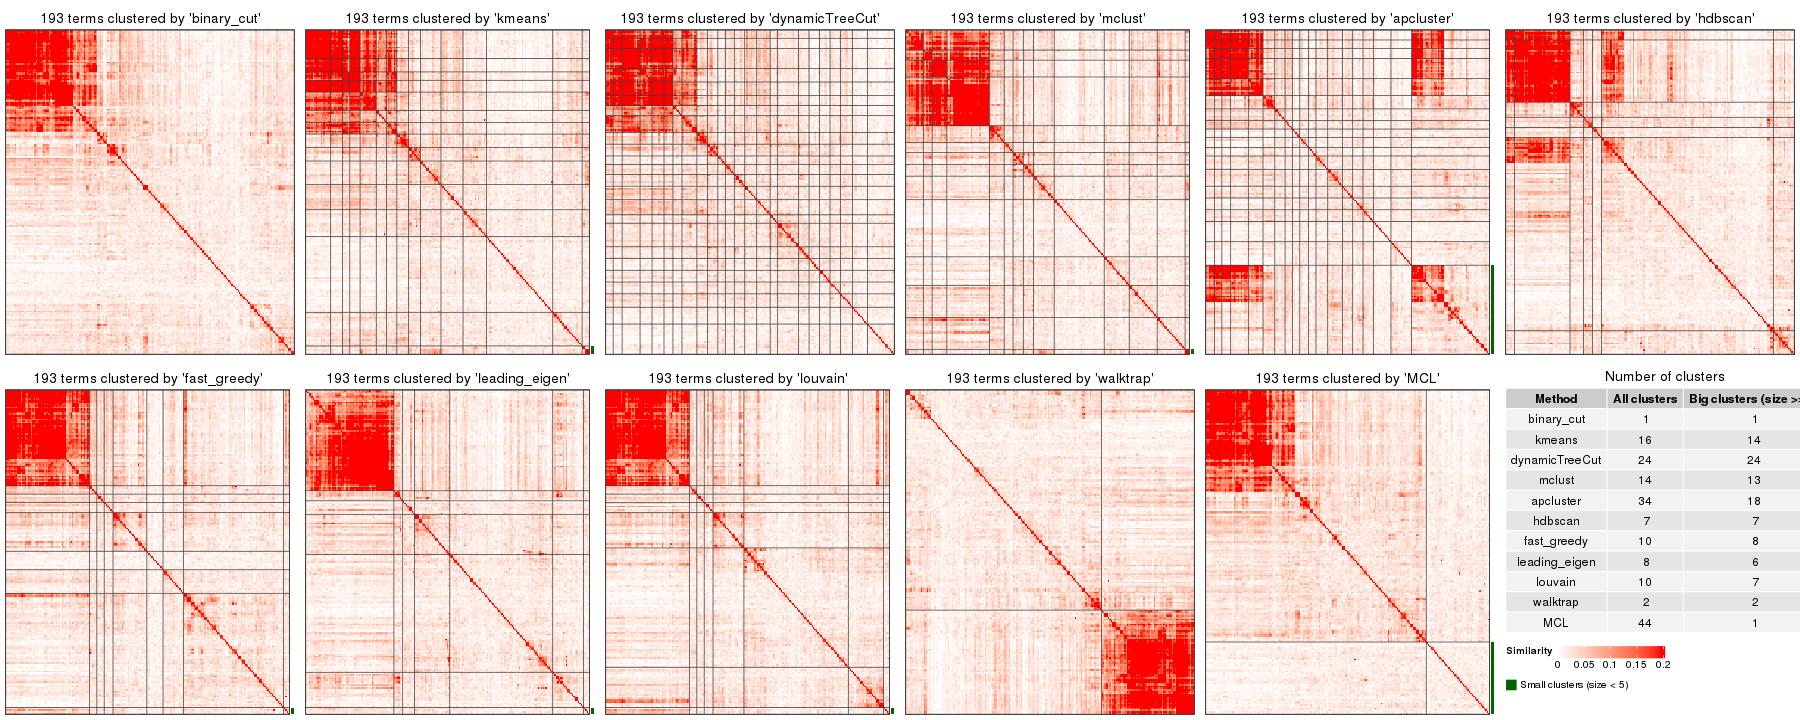 193 terms clustered by 'binary_cut'
193 terms clustered by 'kmeans'
193 terms clustered by 'dynamicTreeCut'
193 terms clustered by 'mclust'
193 terms clustered by 'apcluster'
193 terms clustered by 'hdbscan'
193 terms clustered by 'fast_greedy'
193 terms clustered by 'leading_eigen'
193 terms clustered by 'louvain'
193 terms clustered by 'walktrap'
193 terms clustered by 'MCL'
Number of clusters
Method All clusters Big clusters (size >=
binary_cut 1 1
kmeans 16 14
dynamicTreeCut 24 24
mclust 14 13
apcluster 34 18
hdbscan 7 7
fast_greedy 10 8
leading_eigen 8 6
louvain 10 7
walktrap 2 2
MCL 44 1
Similarity
0 0.05 0.1 0.15 0.2
Small clusters (size < 5)